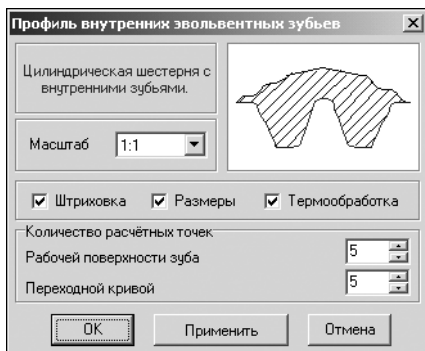 Профиль внутренних эвольвентных зубьев
Цилиндрическая шестерня с
внутренними зубьями.
Масштаб 1:1
Штриховка Размеры Термообработка
Количество расчётных точек
Рабочей поверхности зуба 5
Переходной кривой 5
OK Применить Отмена